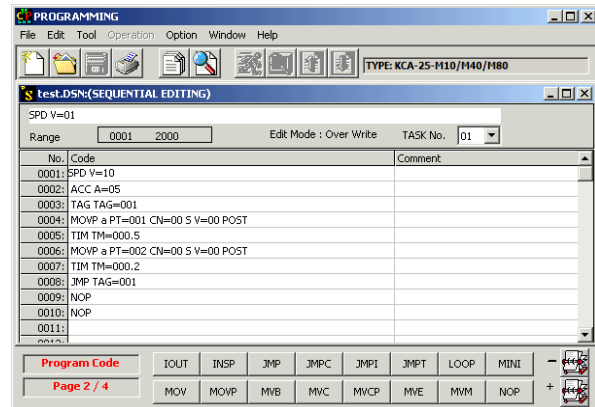 PROGRAMMING
File Edit Tool Operation Option Window Help
TYPE: KCA-25-M10/M40/M80
test.DSN:(SEQUENTIAL EDITING)
SPD V=01
Range 0001 2000 Edit Mode : Over Write TASK No. 01
No. Code Comment
0001: SPD V=10
0002: ACC A=05
0003: TAG TAG=001
0004: MOVP a PT=001 CN=00 S V=00 POST
0005: TIM TM=000.5
0006: MOVP a PT=002 CN=00 S V=00 POST
0007: TIM TM=000.2
0008: JMP TAG=001
0009: NOP
0010: NOP
0011:
0012:
Program Code IOUT INSP JMP JMPC JMPI JMPT LOOP MINI −
Page 2 / 4 MOV MOVP MVB MVC MVCP MVE MVM NOP +